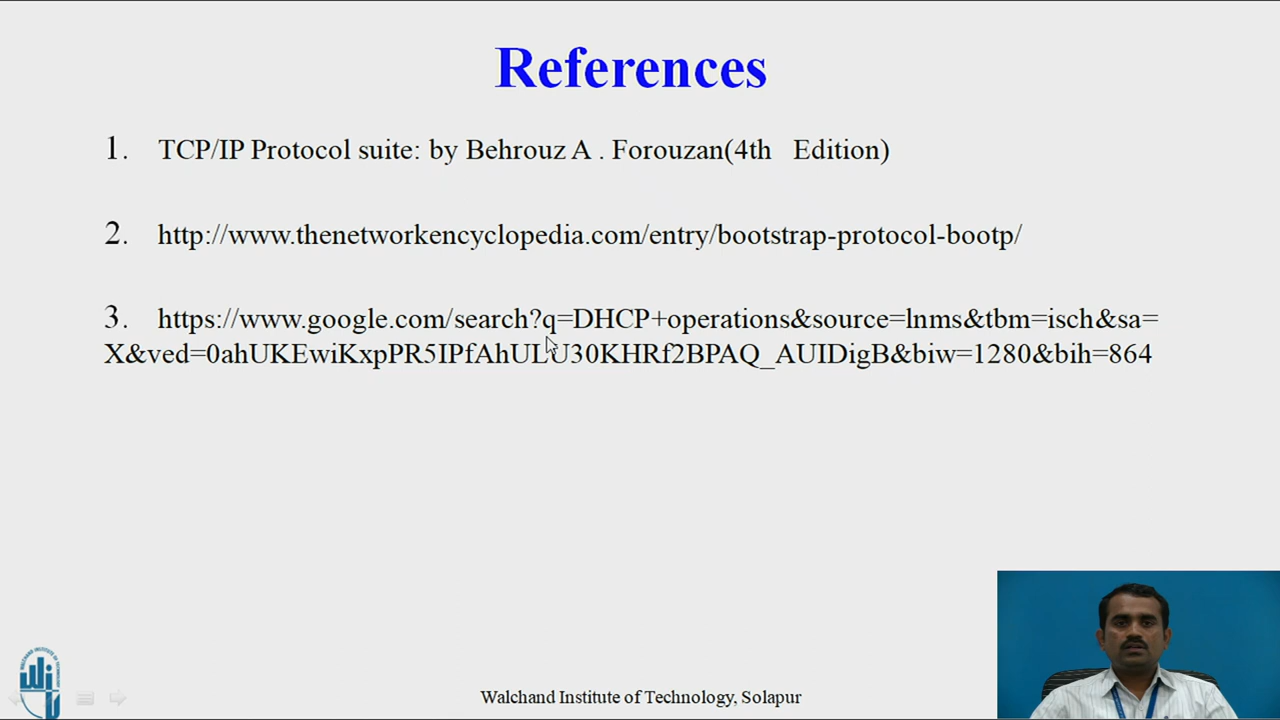 References
1. TCP/IP Protocol suite: by Behrouz A . Forouzan(4th Edition)
2. http://www.thenetworkencyclopedia.com/entry/bootstrap-protocol-bootp/
3. https://www.google.com/search?q=DHCP+operations&source=lnms&tbm=isch&sa=
X&ved=0ahUKEwiKxpPR5IPfAhULU30KHRf2BPAQ_AUIDigB&biw=1280&bih=864
Walchand Institute of Technology, Solapur